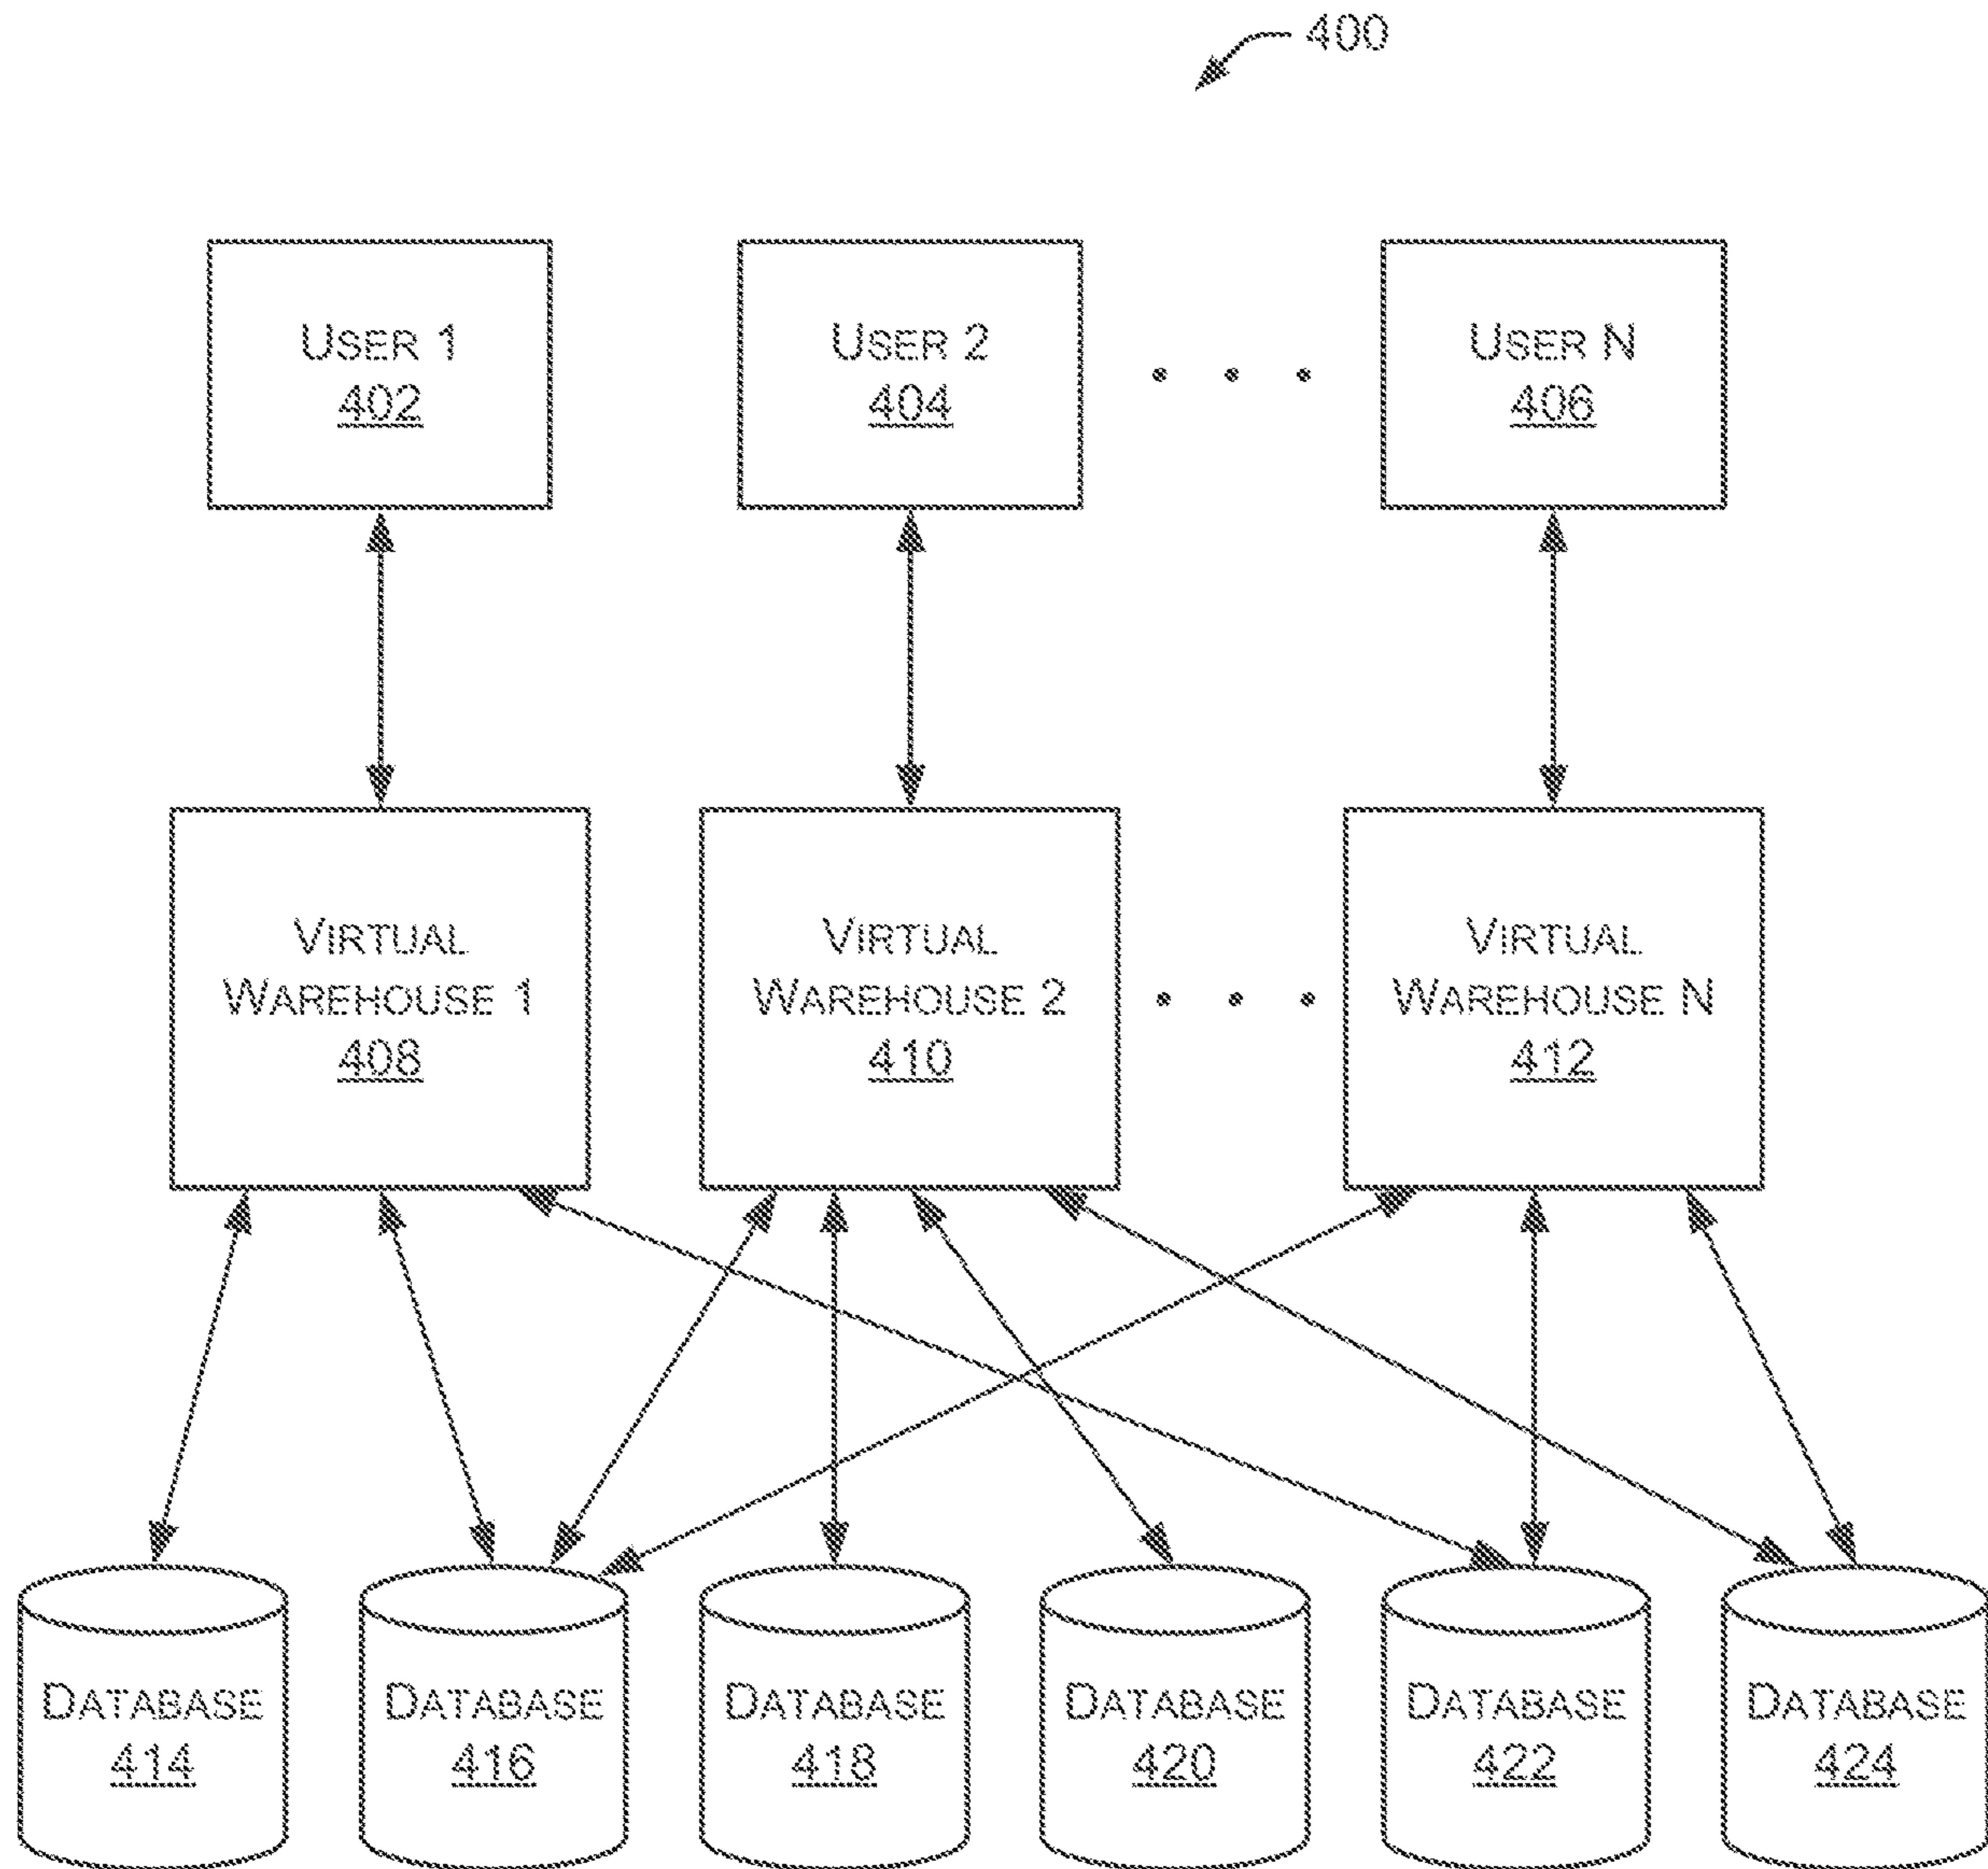 400
USER 1
402
USER 2
404
USER N
406
VIRTUAL
WAREHOUSE 1
408
VIRTUAL
WAREHOUSE 2
410
VIRTUAL
WAREHOUSE N
412
DATABASE
414
DATABASE
416
DATABASE
418
DATABASE
420
DATABASE
422
DATABASE
424